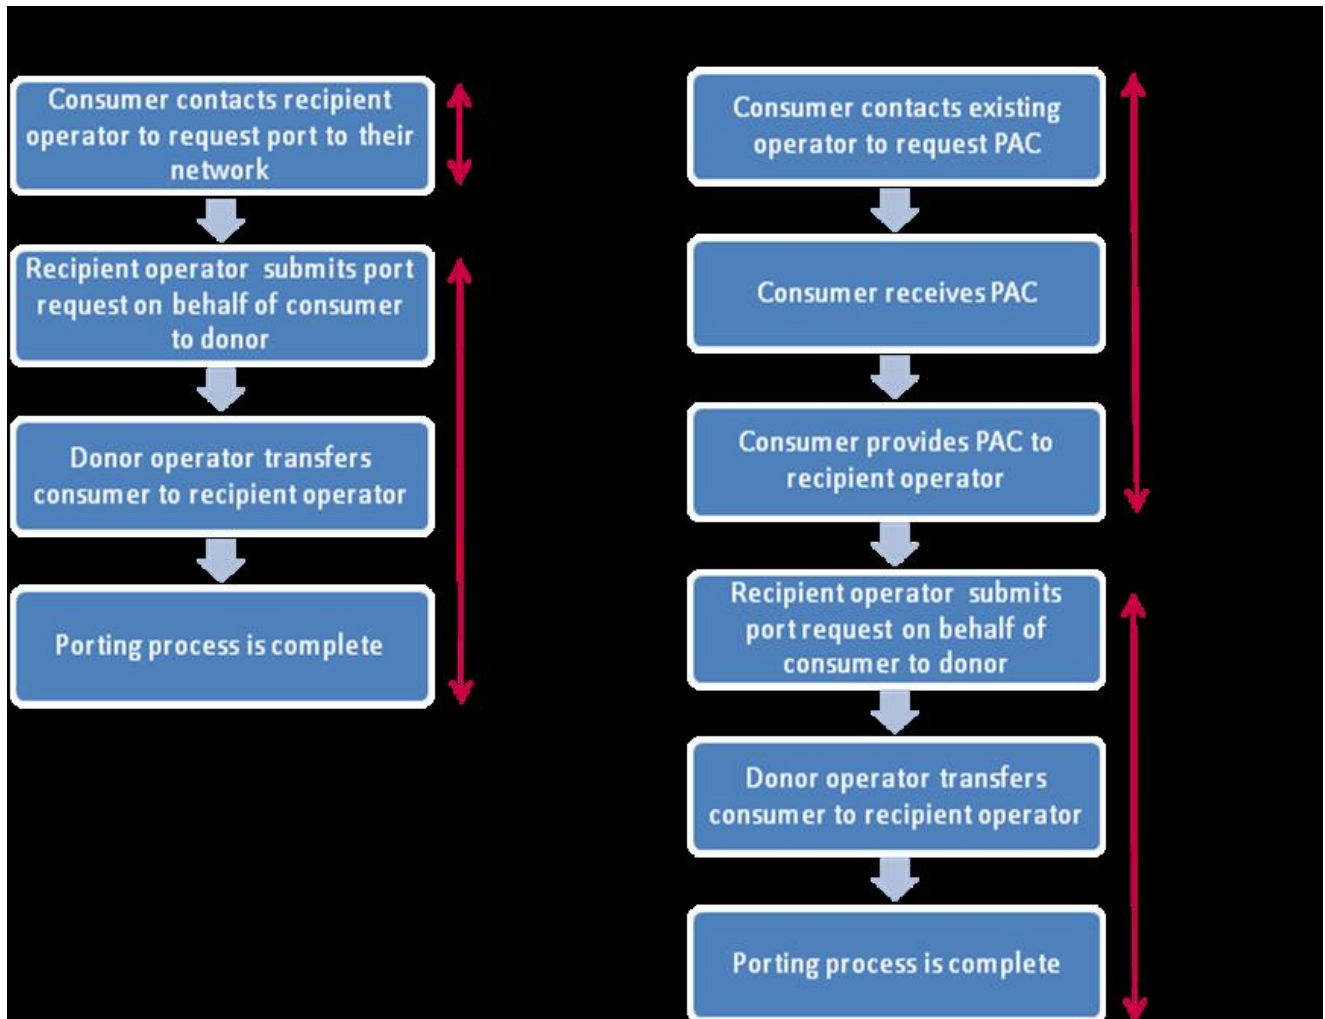 Consumer contacts recipient
operator to request port to their
network
Recipient operator submits port
request on behalf of consumer
to donor
Donor operator transfers
consumer to recipient operator
Porting process is complete
Consumer contacts existing
operator to request PAC
Consumer receives PAC
Consumer provides PAC to
recipient operator
Recipient operator submits
port request on behalf of
consumer to donor
Donor operator transfers
consumer to recipient operator
Porting process is complete